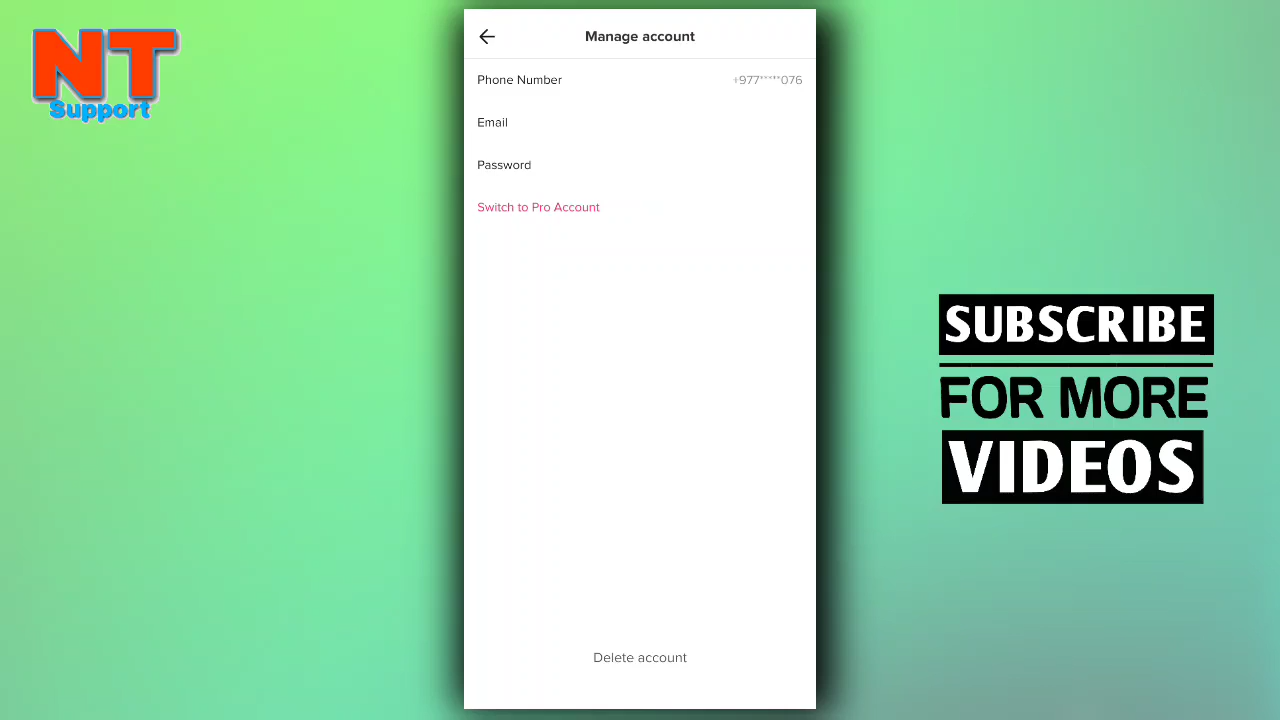 NT
Support
Manage account
Phone Number +977*****076
Email
Password
Switch to Pro Account
Delete account
SUBSCRIBE
FOR MORE
VIDEOS